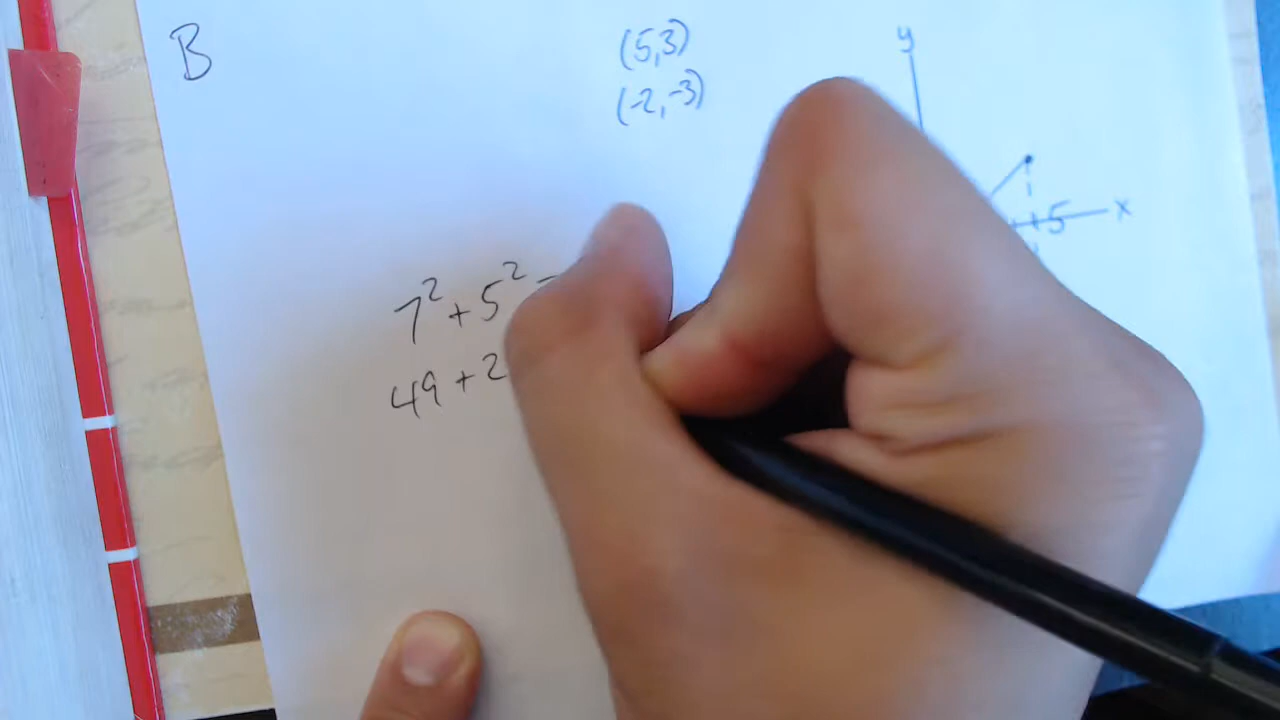 B
(5,3)
(-2,-3)
y
x
5
7² + 5²
49 + 2